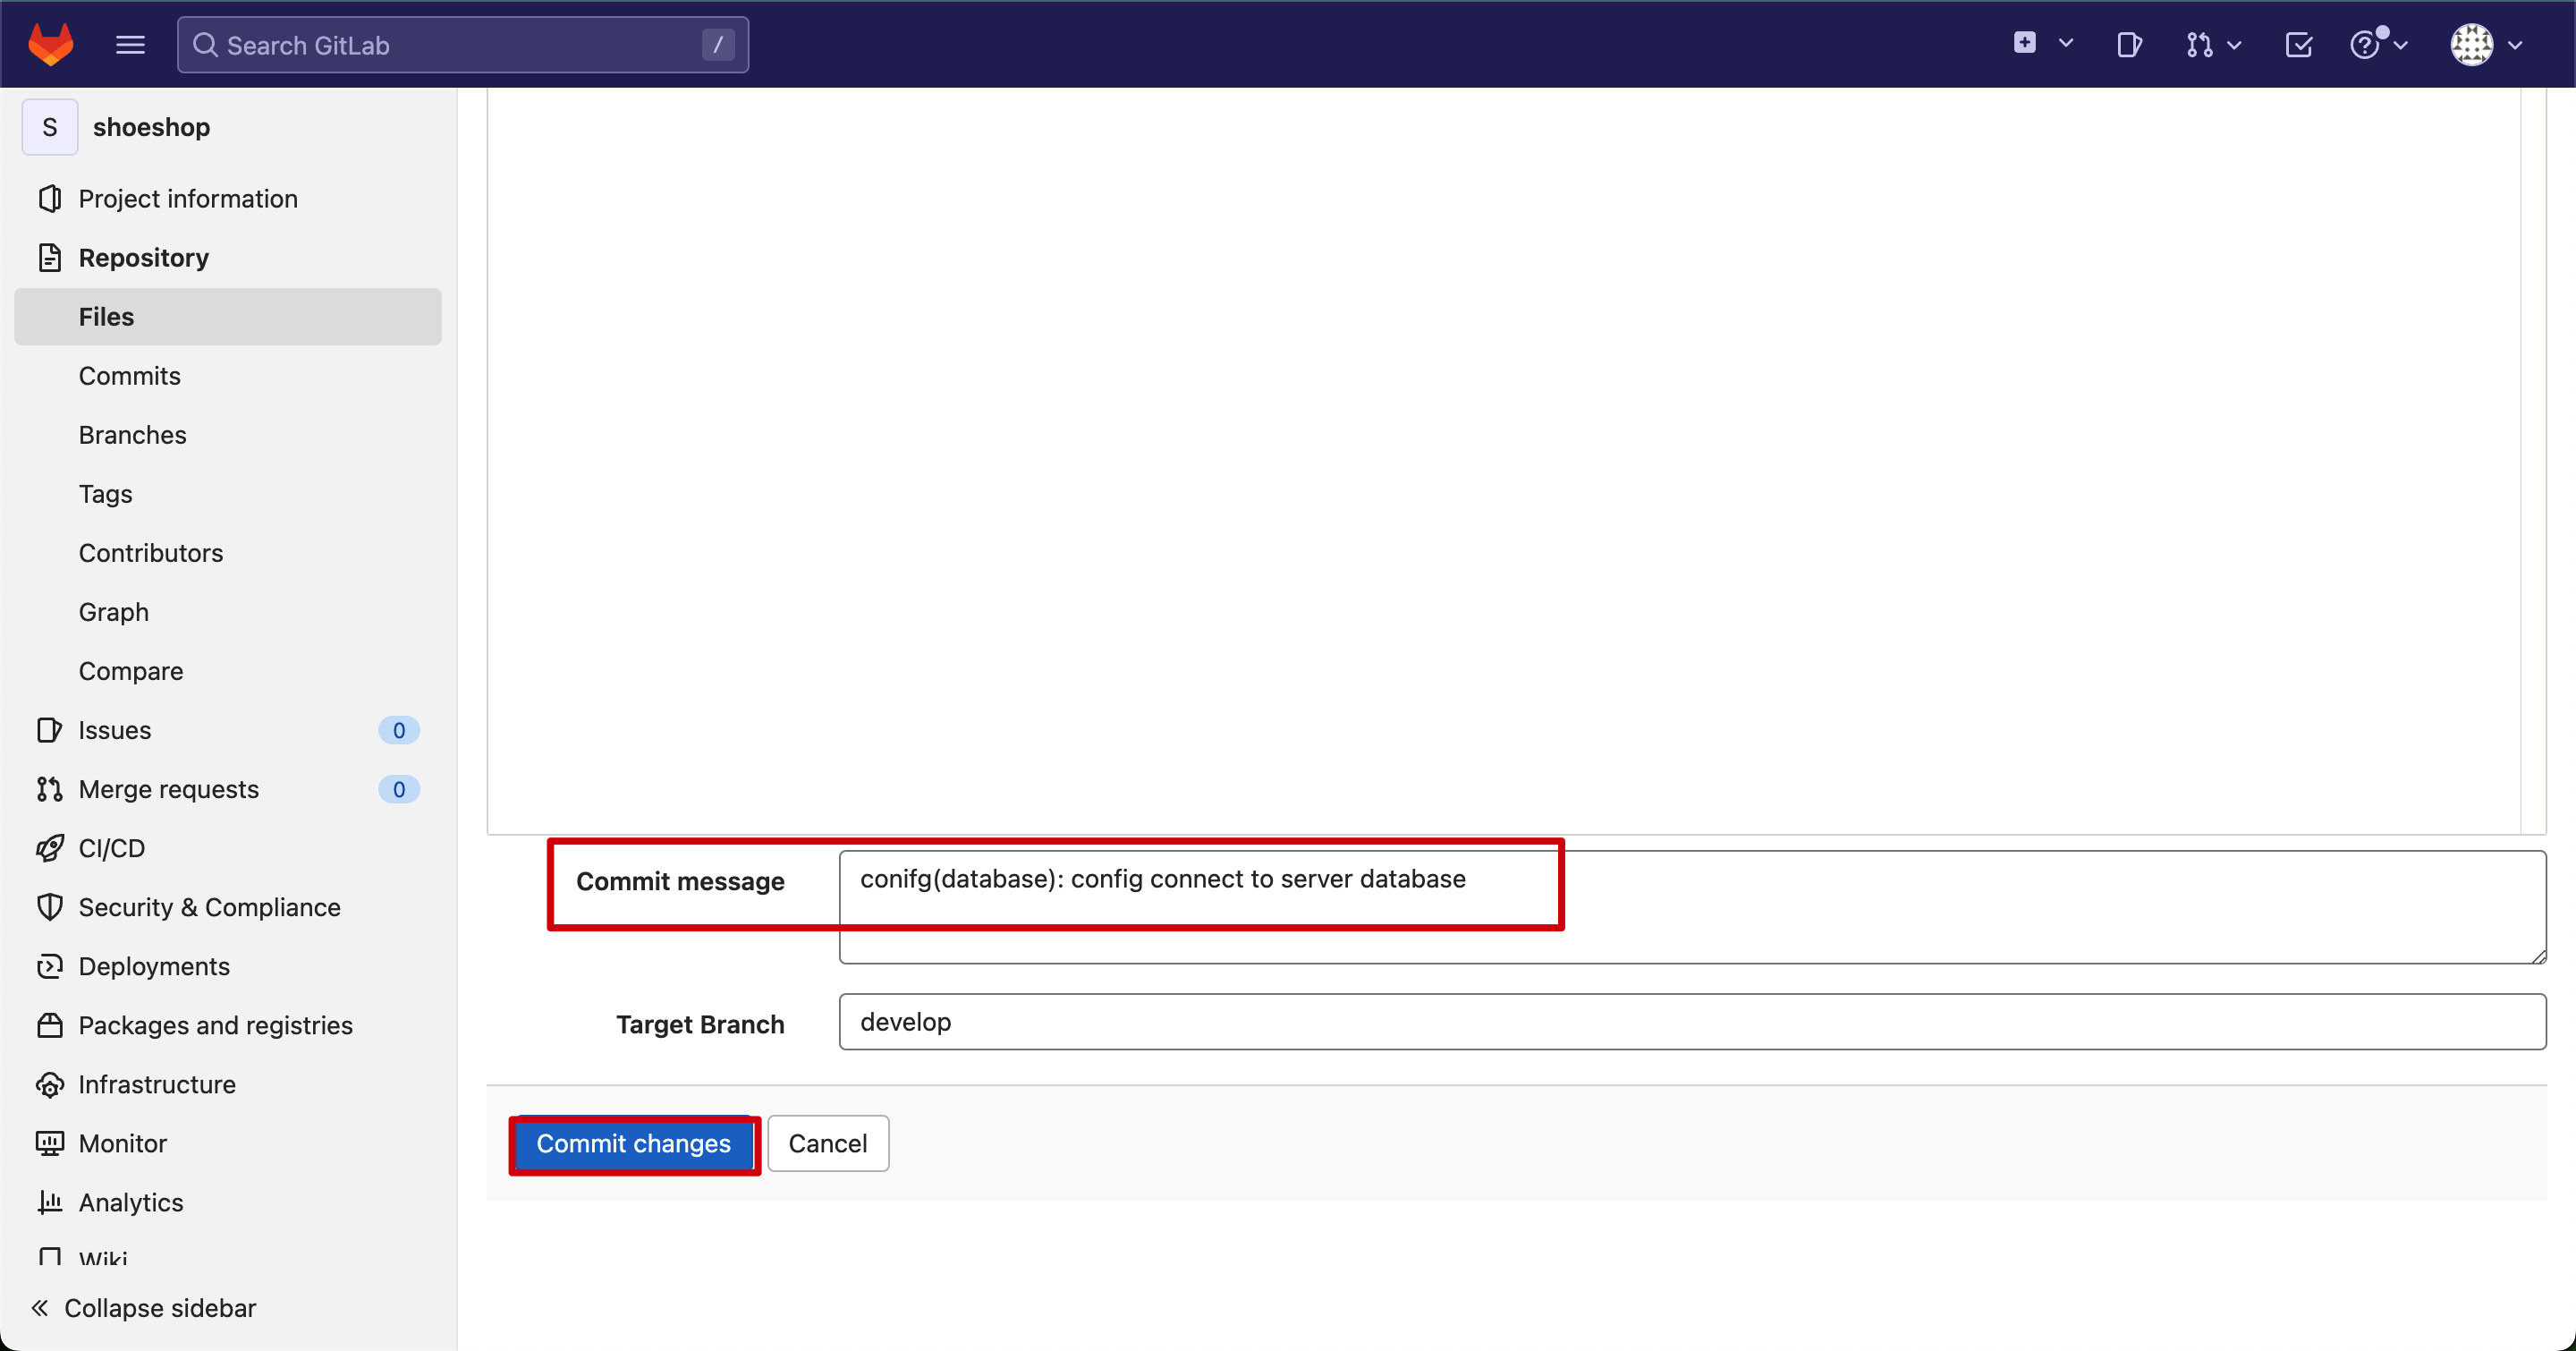 Search GitLab /
S shoeshop
Project information
Repository
Files
Commits
Branches
Tags
Contributors
Graph
Compare
Issues 0
Merge requests 0
CI/CD
Security & Compliance
Deployments
Packages and registries
Infrastructure
Monitor
Analytics
Wiki
Collapse sidebar
Commit message conifg(database): config connect to server database
Target Branch develop
Commit changes Cancel